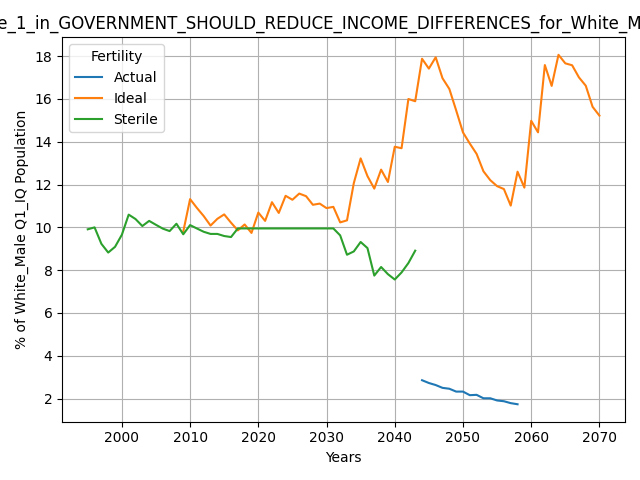 e_1_in_GOVERNMENT_SHOULD_REDUCE_INCOME_DIFFERENCES_for_White_M
Fertility
Actual
Ideal
Sterile
% of White_Male Q1_IQ Population
18
16
14
12
10
8
6
4
2
2000 2010 2020 2030 2040 2050 2060 2070
Years